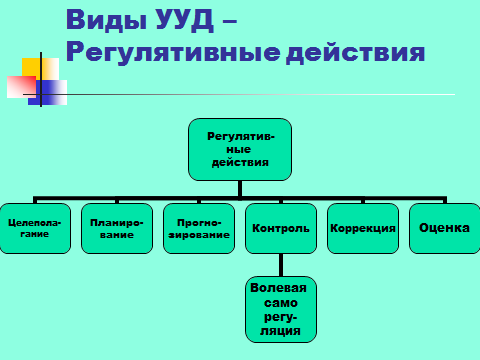 Виды УУД –
Регулятивные действия
Регулятив-
ные
действия
Целепола-
гание
Планиро-
вание
Прогно-
зирование
Контроль
Коррекция
Оценка
Волевая
само
регу-
ляция